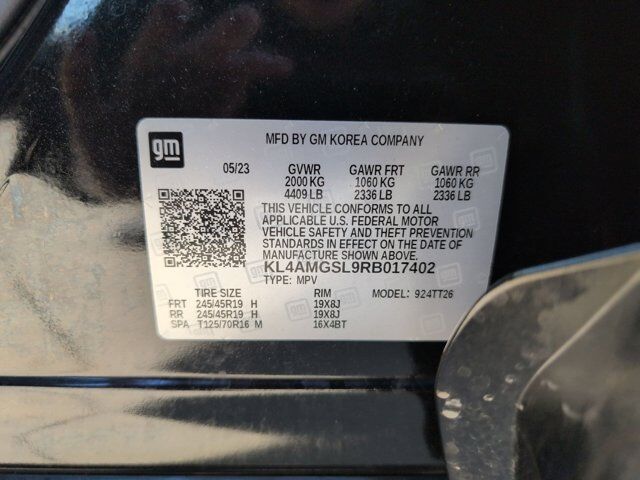 gm
MFD BY GM KOREA COMPANY
05/23 GVWR GAWR FRT GAWR RR
2000 KG 1060 KG 1060 KG
4409 LB 2336 LB 2336 LB
THIS VEHICLE CONFORMS TO ALL
APPLICABLE U.S. FEDERAL MOTOR
VEHICLE SAFETY AND THEFT PREVENTION
STANDARDS IN EFFECT ON THE DATE OF
MANUFACTURE SHOWN ABOVE.
KL4AMGSL9RB017402
TYPE: MPV MODEL: 924TT26
TIRE SIZE RIM
FRT 245/45R19 H 19X8J
RR 245/45R19 H 19X8J
SPA T125/70R16 M 16X4BT